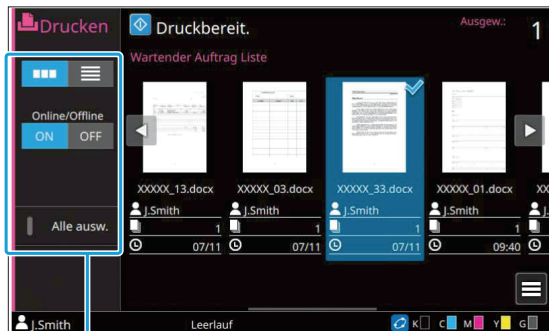 Drucken
Druckbereit.
Ausgew.: 1
Wartender Auftrag Liste
Online/Offline
ON OFF
Alle ausw.
XXXXX_13.docx XXXXX_03.docx XXXXX_33.docx XXXXX_01.docx XX
J.Smith J.Smith J.Smith J.Smith J.
1 1 1 1
07/11 07/11 07/11 09:40
J.Smith Leerlauf K C M Y G